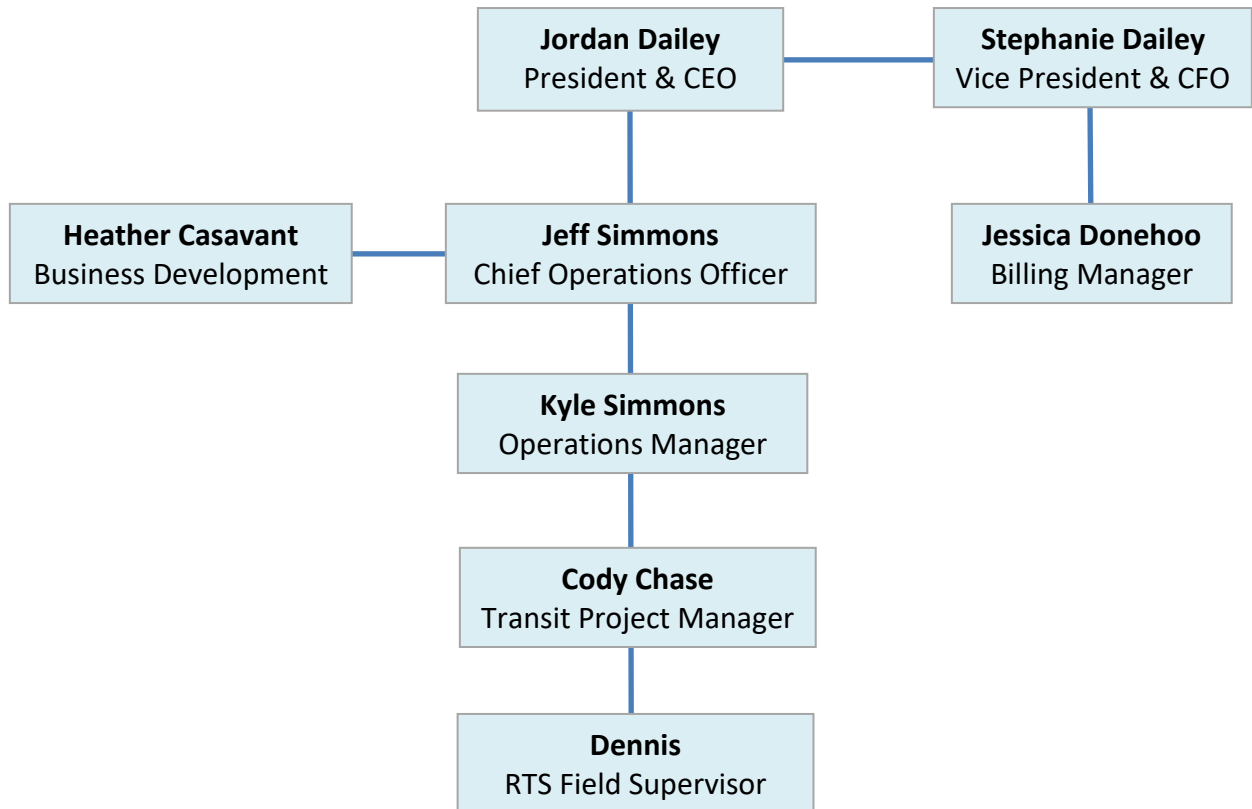 Jordan Dailey
President & CEO
Stephanie Dailey
Vice President & CFO
Heather Casavant
Business Development
Jeff Simmons
Chief Operations Officer
Jessica Donehoo
Billing Manager
Kyle Simmons
Operations Manager
Cody Chase
Transit Project Manager
Dennis
RTS Field Supervisor